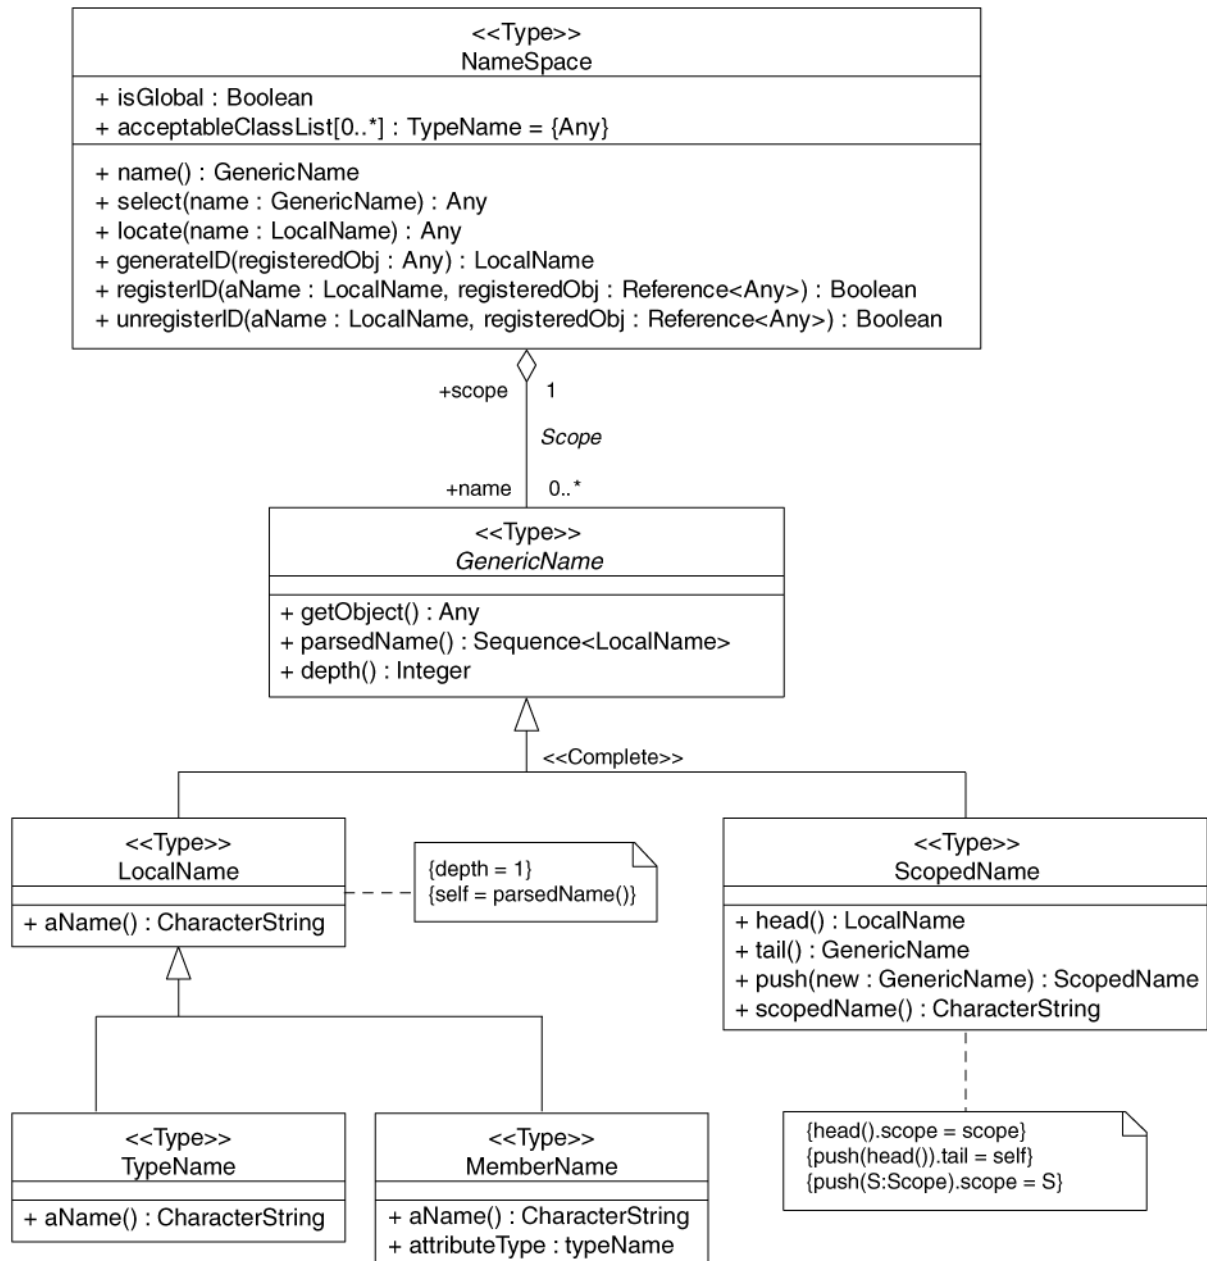 <<Type>>
NameSpace
+ isGlobal : Boolean
+ acceptableClassList[0..*] : TypeName = {Any}
+ name() : GenericName
+ select(name : GenericName) : Any
+ locate(name : LocalName) : Any
+ generateID(registeredObj : Any) : LocalName
+ registerID(aName : LocalName, registeredObj : Reference<Any>) : Boolean
+ unregisterID(aName : LocalName, registeredObj : Reference<Any>) : Boolean
+scope 1
Scope
+name 0..*
<<Type>>
GenericName
+ getObject() : Any
+ parsedName() : Sequence<LocalName>
+ depth() : Integer
<<Complete>>
<<Type>>
LocalName
+ aName() : CharacterString
{depth = 1}
{self = parsedName()}
<<Type>>
ScopedName
+ head() : LocalName
+ tail() : GenericName
+ push(new : GenericName) : ScopedName
+ scopedName() : CharacterString
<<Type>>
TypeName
+ aName() : CharacterString
<<Type>>
MemberName
+ aName() : CharacterString
+ attributeType : typeName
{head().scope = scope}
{push(head()).tail = self}
{push(S:Scope).scope = S}